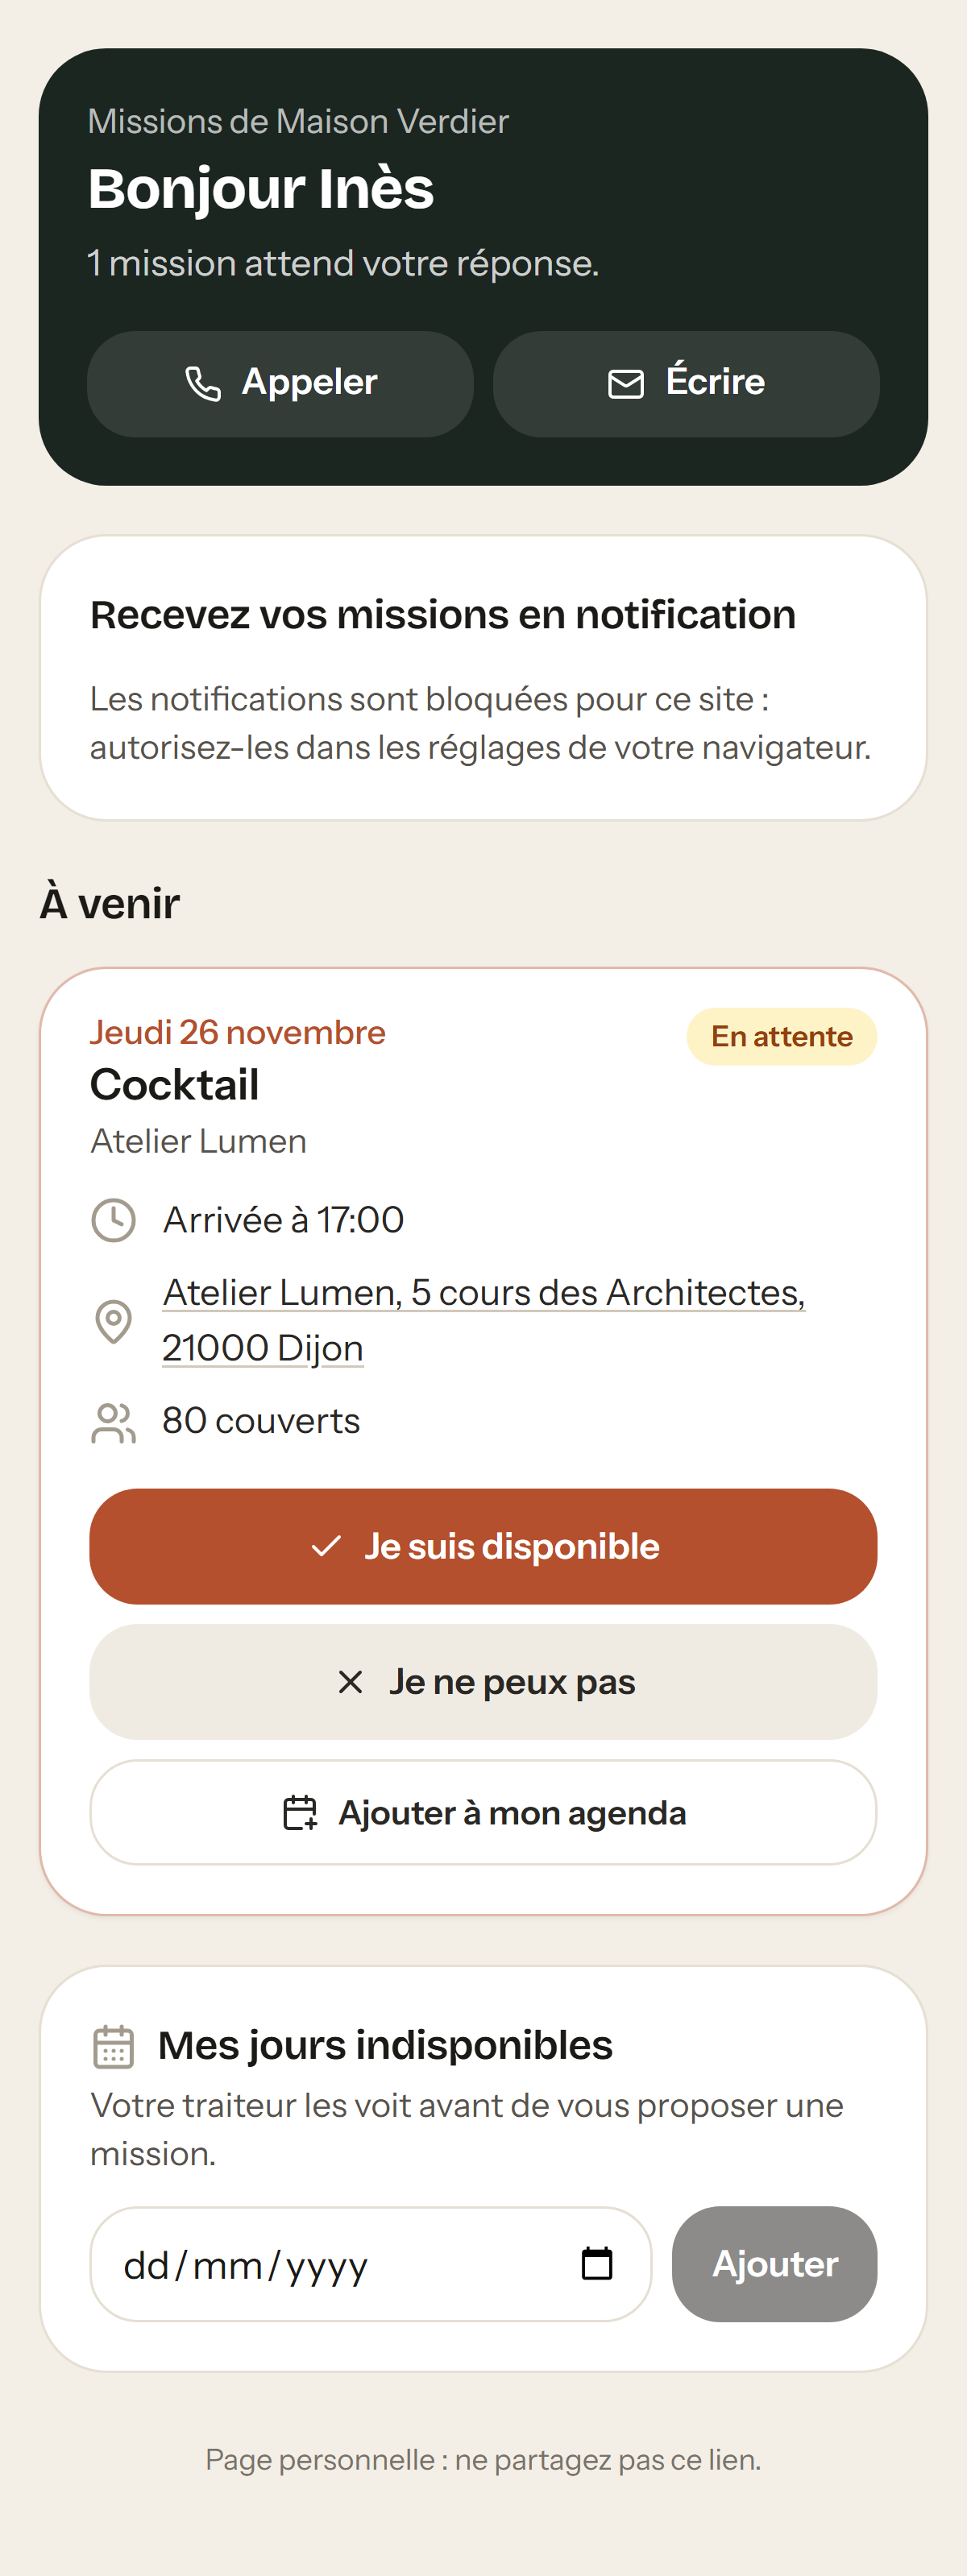 Missions de Maison Verdier
Bonjour Inès
1 mission attend votre réponse.
Appeler
Écrire
Recevez vos missions en notification
Les notifications sont bloquées pour ce site :
autorisez-les dans les réglages de votre navigateur.
À venir
Jeudi 26 novembre
En attente
Cocktail
Atelier Lumen
Arrivée à 17:00
Atelier Lumen, 5 cours des Architectes,
21000 Dijon
80 couverts
Je suis disponible
Je ne peux pas
Ajouter à mon agenda
Mes jours indisponibles
Votre traiteur les voit avant de vous proposer une
mission.
dd/mm/yyyy
Ajouter
Page personnelle : ne partagez pas ce lien.